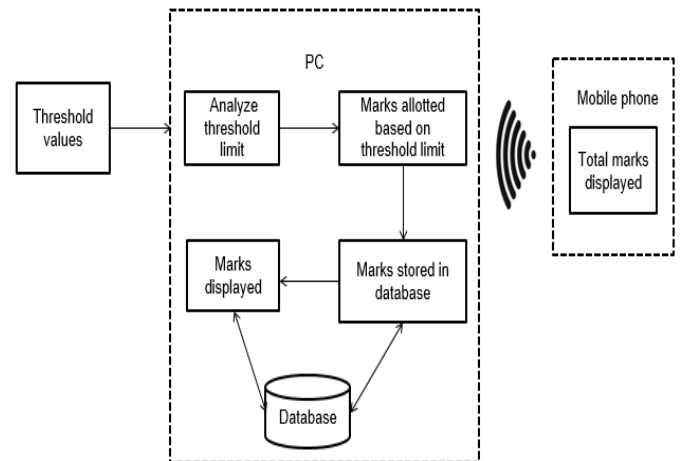 PC
Threshold
values
Analyze
threshold
limit
Marks allotted
based on
threshold limit
Mobile phone
Total marks
displayed
Marks
displayed
Marks stored in
database
Database